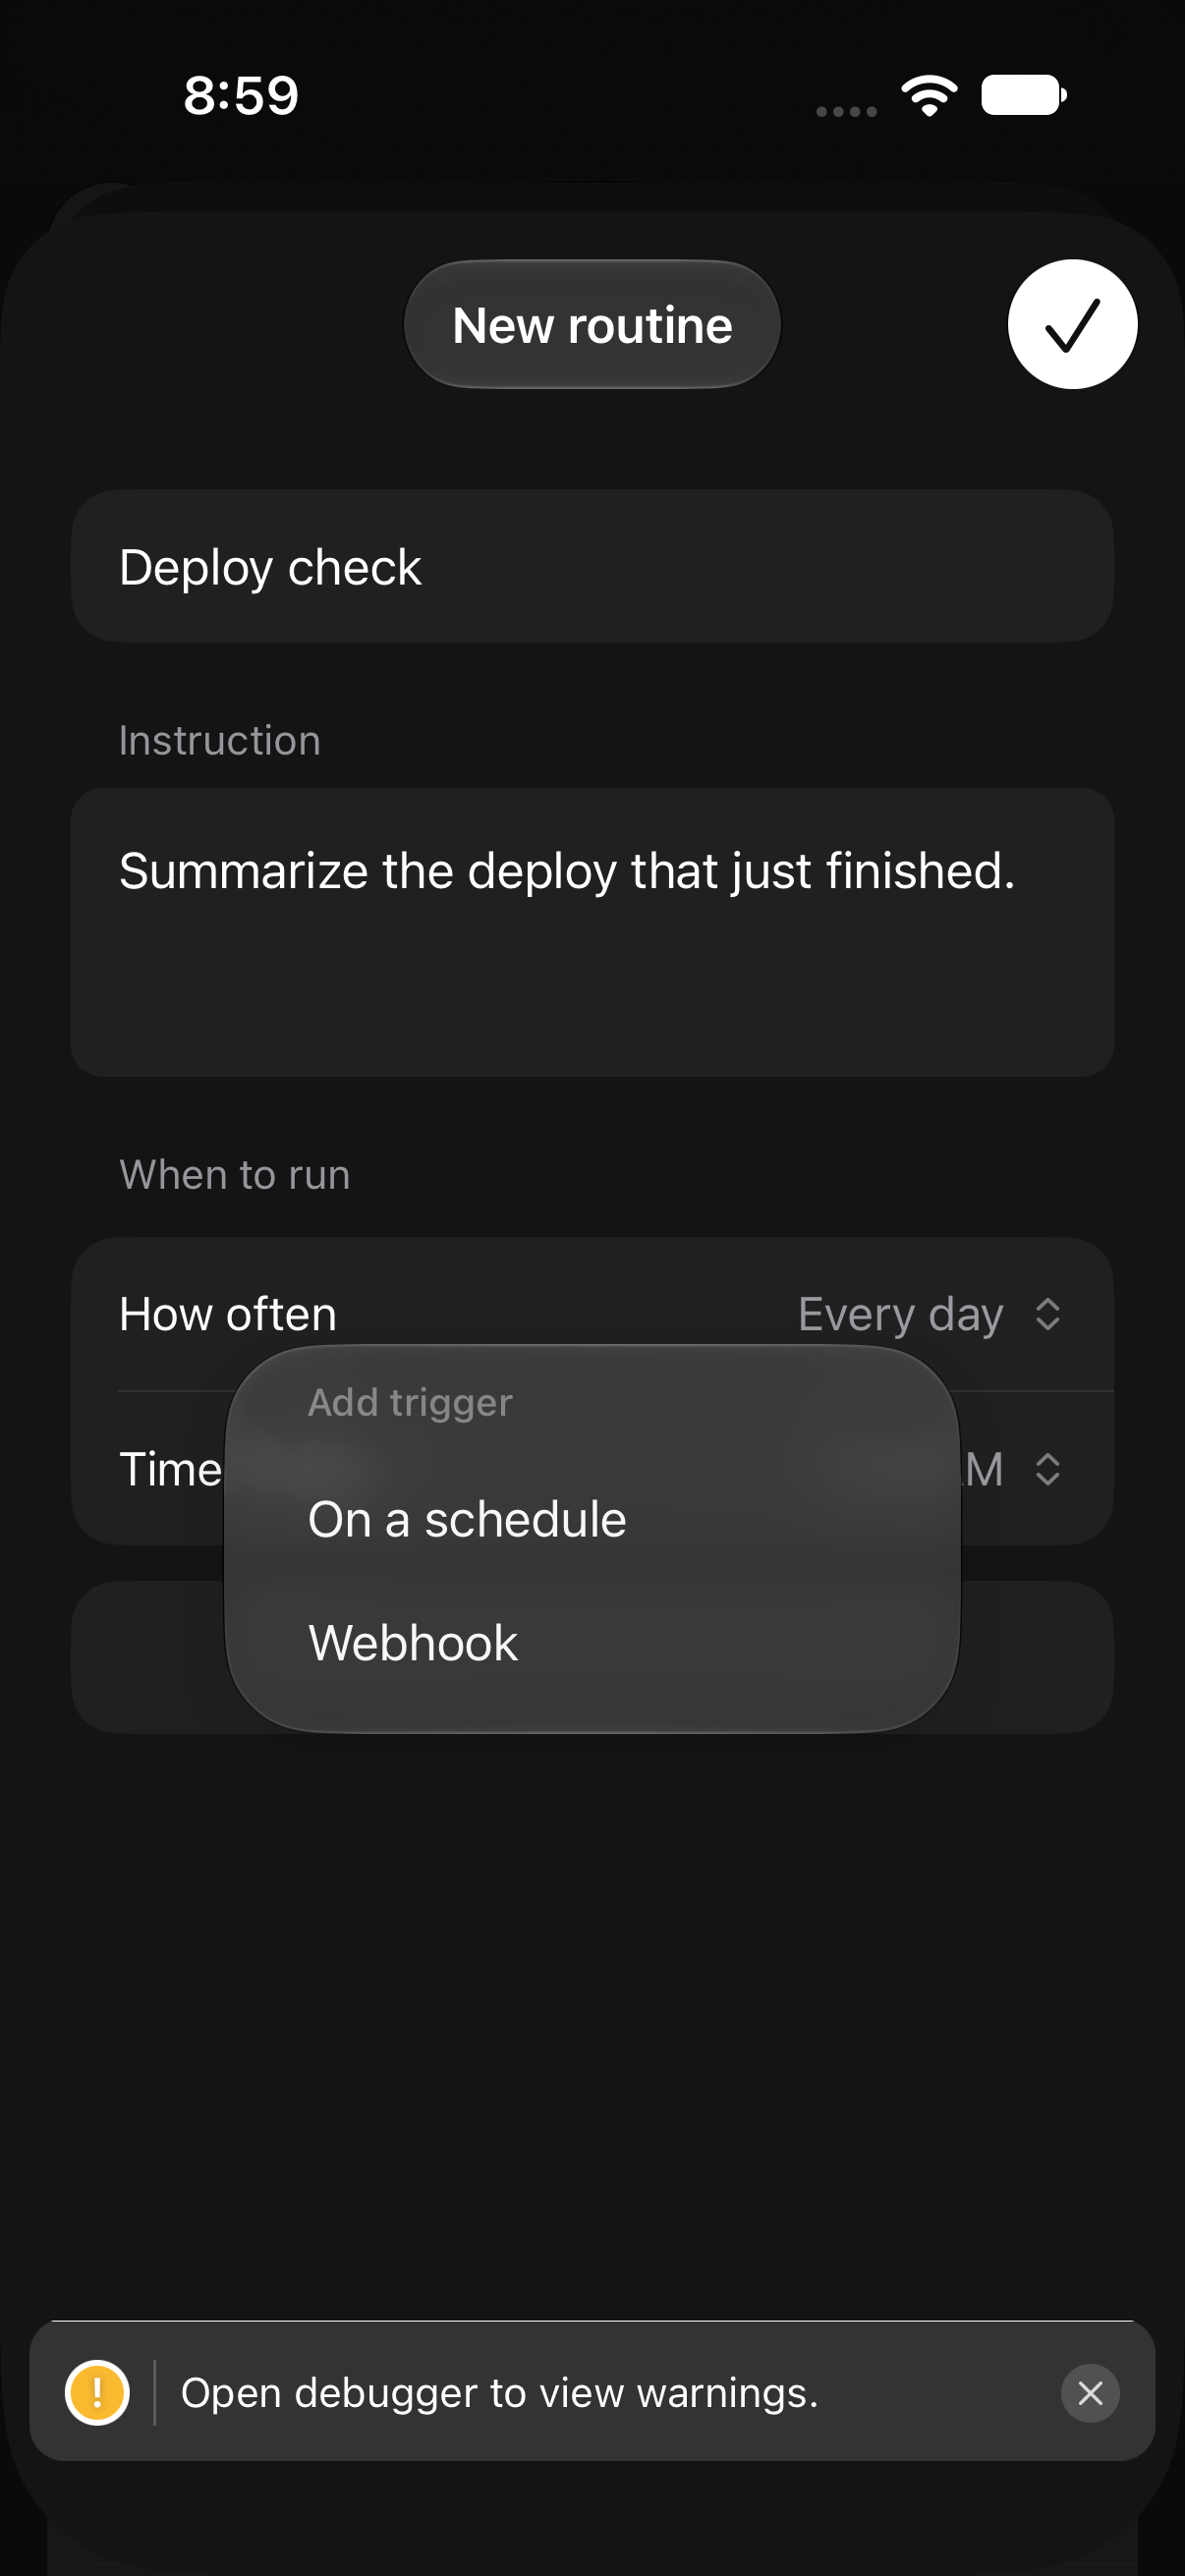 8:59
New routine
Deploy check
Instruction
Summarize the deploy that just finished.
When to run
How often
Every day
Add trigger
Time
On a schedule
Webhook
Open debugger to view warnings.